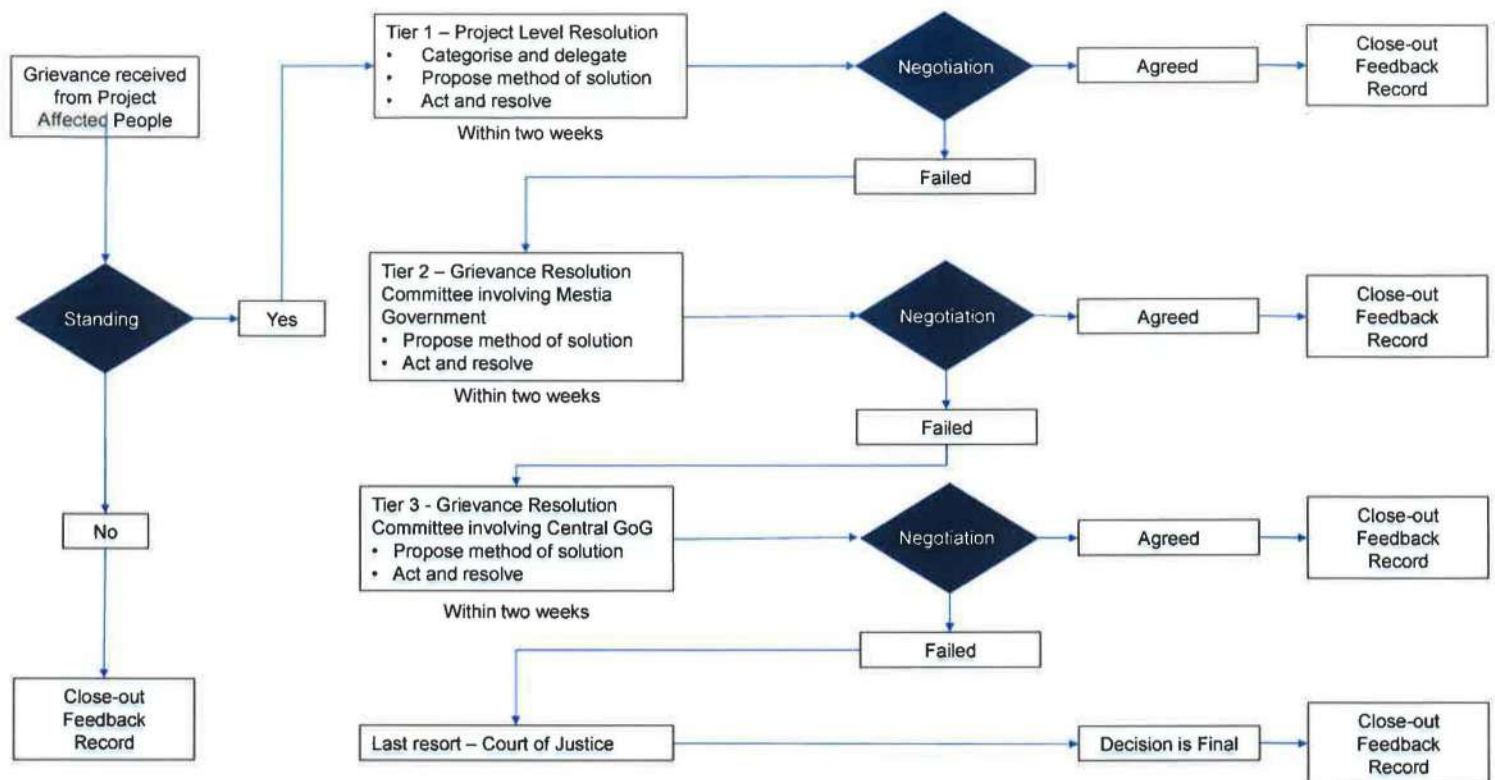 Grievance received
from Project
Affected People
Standing
Yes
No
Close-out
Feedback
Record
Tier 1 – Project Level Resolution
• Categorise and delegate
• Propose method of solution
• Act and resolve
Within two weeks
Negotiation
Agreed
Close-out
Feedback
Record
Failed
Tier 2 – Grievance Resolution
Committee involving Mestia
Government
• Propose method of solution
• Act and resolve
Within two weeks
Negotiation
Agreed
Close-out
Feedback
Record
Failed
Tier 3 - Grievance Resolution
Committee involving Central GoG
• Propose method of solution
• Act and resolve
Within two weeks
Negotiation
Agreed
Close-out
Feedback
Record
Failed
Last resort – Court of Justice
Decision is Final
Close-out
Feedback
Record